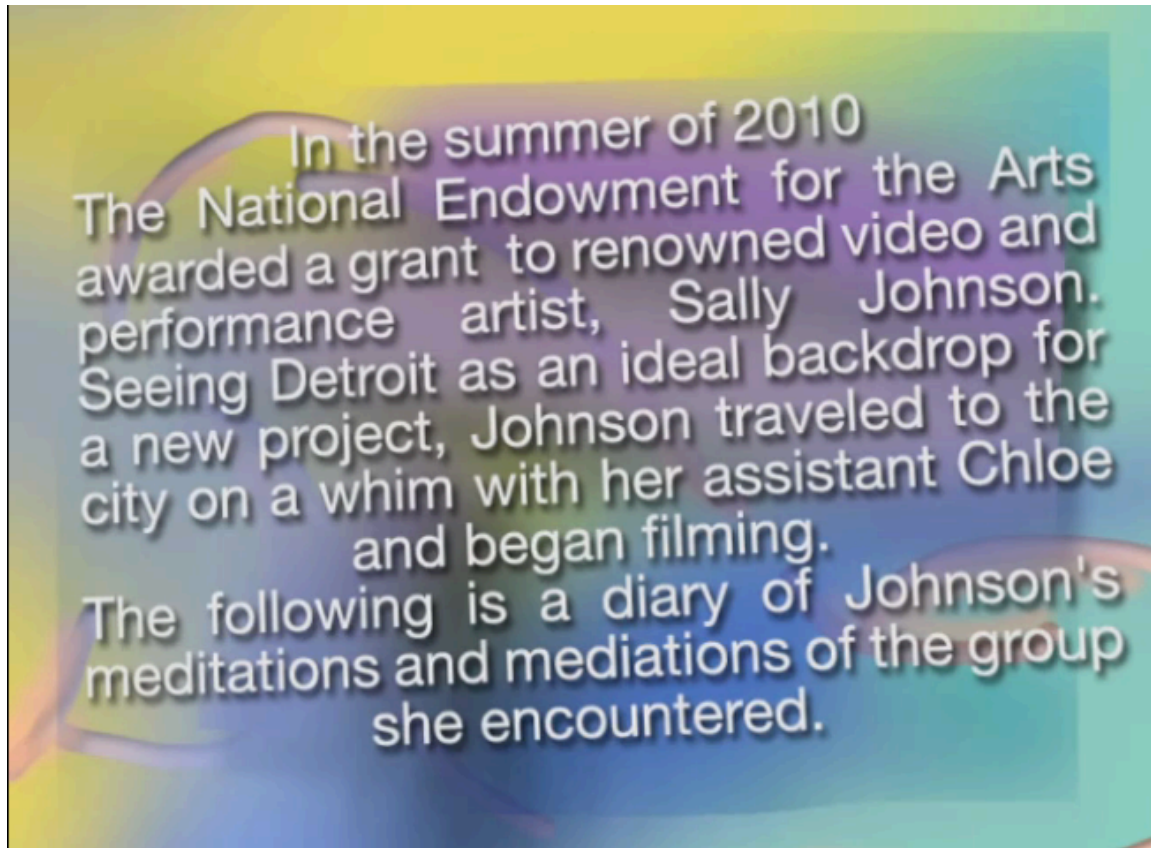 In the summer of 2010
The National Endowment for the Arts
awarded a grant to renowned video and
performance artist, Sally Johnson.
Seeing Detroit as an ideal backdrop for
a new project, Johnson traveled to the
city on a whim with her assistant Chloe
and began filming.
The following is a diary of Johnson's
meditations and mediations of the group
she encountered.